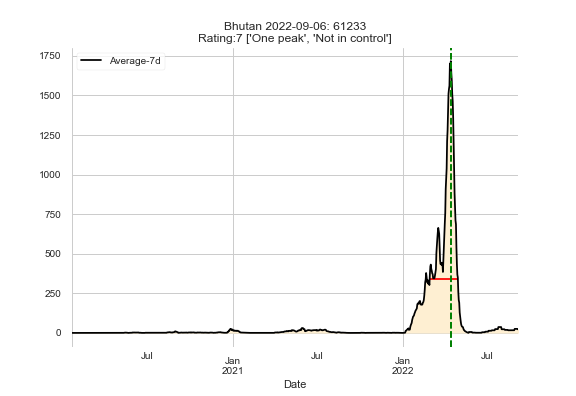 Bhutan 2022-09-06: 61233
Rating:7 ['One peak', 'Not in control']
Average-7d
1750
1500
1250
1000
750
500
250
0
Jul
Jan
2021
Jul
Jan
2022
Jul
Date